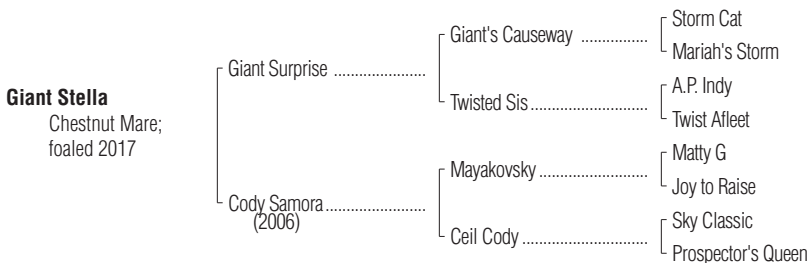 Giant Stella
Chestnut Mare;
foaled 2017
Giant Surprise ......................
Cody Samora ........................
(2006)
Giant's Causeway ................
Twisted Sis ............................
Mayakovsky ..........................
Ceil Cody ..............................
Storm Cat
Mariah's Storm
A.P. Indy
Twist Afleet
Matty G
Joy to Raise
Sky Classic
Prospector's Queen